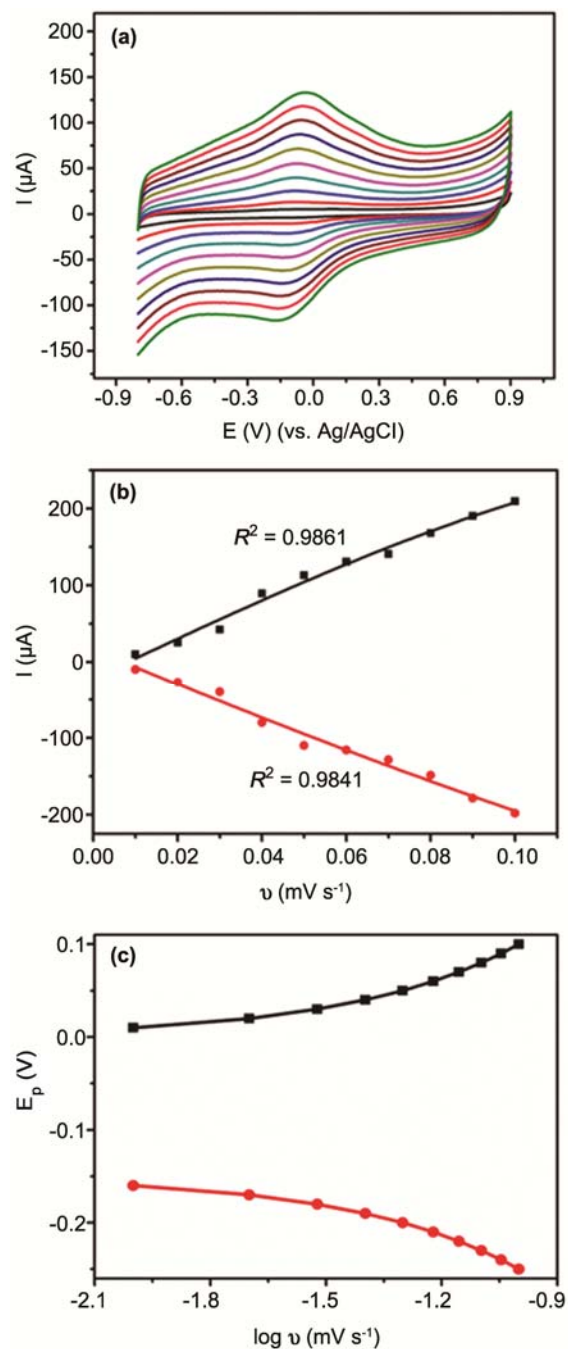 (a)
200
150
100
50
0
-50
-100
-150
I (µA)
-0.9 -0.6 -0.3 0.0 0.3 0.6 0.9
E (V) (vs. Ag/AgCl)
(b)
200
100
0
-100
-200
I (µA)
R² = 0.9861
R² = 0.9841
0.00 0.02 0.04 0.06 0.08 0.10
υ (mV s⁻¹)
(c)
0.1
0.0
-0.1
-0.2
Eₚ (V)
-2.1 -1.8 -1.5 -1.2 -0.9
log υ (mV s⁻¹)